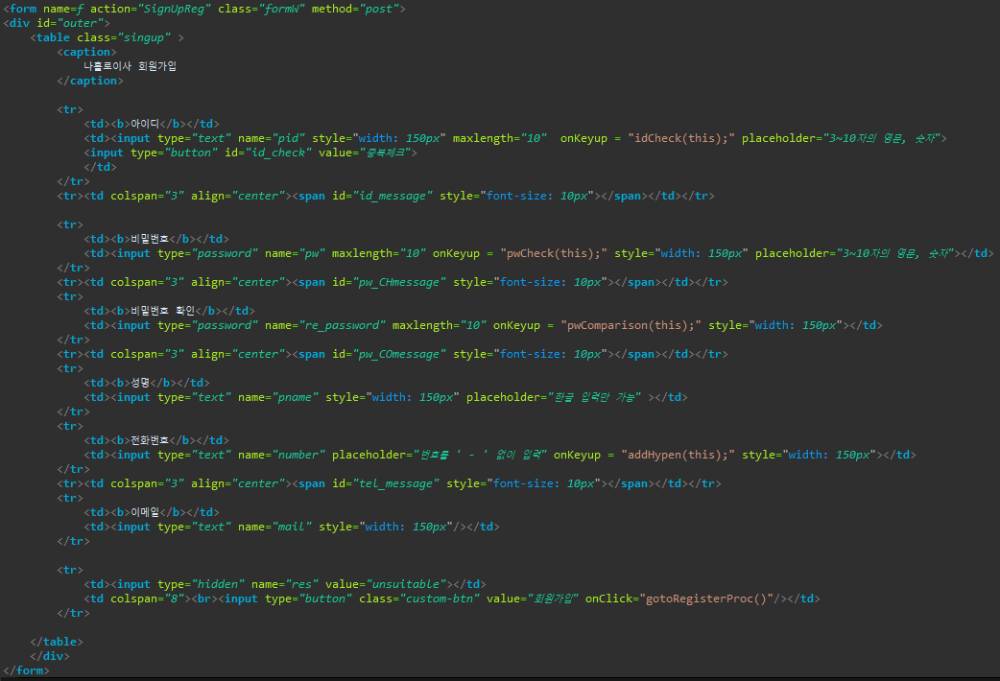 <form name=f action="SignUpReg" class="formW" method="post">
<div id="outer">
<table class="singup" >
<caption>
나홀로이사 회원가입
</caption>
<tr>
<td><b>아이디</b></td>
<td><input type="text" name="pid" style="width: 150px" maxlength="10"  onKeyup = "idCheck(this);" placeholder="3~10자의 영문, 숫자">
<input type="button" id="id_check" value="중복체크">
</td>
</tr>
<tr><td colspan="3" align="center"><span id="id_message" style="font-size: 10px"></span></td></tr>
<tr>
<td><b>비밀번호</b></td>
<td><input type="password" name="pw" maxlength="10" onKeyup = "pwCheck(this);" style="width: 150px" placeholder="3~10자의 영문, 숫자"></td>
</tr>
<tr><td colspan="3" align="center"><span id="pw_CHmessage" style="font-size: 10px"></span></td></tr>
<tr>
<td><b>비밀번호 확인</b></td>
<td><input type="password" name="re_password" maxlength="10" onKeyup = "pwComparison(this);" style="width: 150px"></td>
</tr>
<tr><td colspan="3" align="center"><span id="pw_COmessage" style="font-size: 10px"></span></td></tr>
<tr>
<td><b>성명</b></td>
<td><input type="text" name="pname" style="width: 150px" placeholder="한글 입력만 가능" ></td>
</tr>
<tr>
<td><b>전화번호</b></td>
<td><input type="text" name="number" placeholder="번호를 ' - ' 없이 입력" onKeyup = "addHypen(this);" style="width: 150px"></td>
</tr>
<tr><td colspan="3" align="center"><span id="tel_message" style="font-size: 10px"></span></td></tr>
<tr>
<td><b>이메일</b></td>
<td><input type="text" name="mail" style="width: 150px"/></td>
</tr>
<tr>
<td><input type="hidden" name="res" value="unsuitable"></td>
<td colspan="8"><br><input type="button" class="custom-btn" value="회원가입" onClick="gotoRegisterProc()"/></td>
</tr>
</table>
</div>
</form>